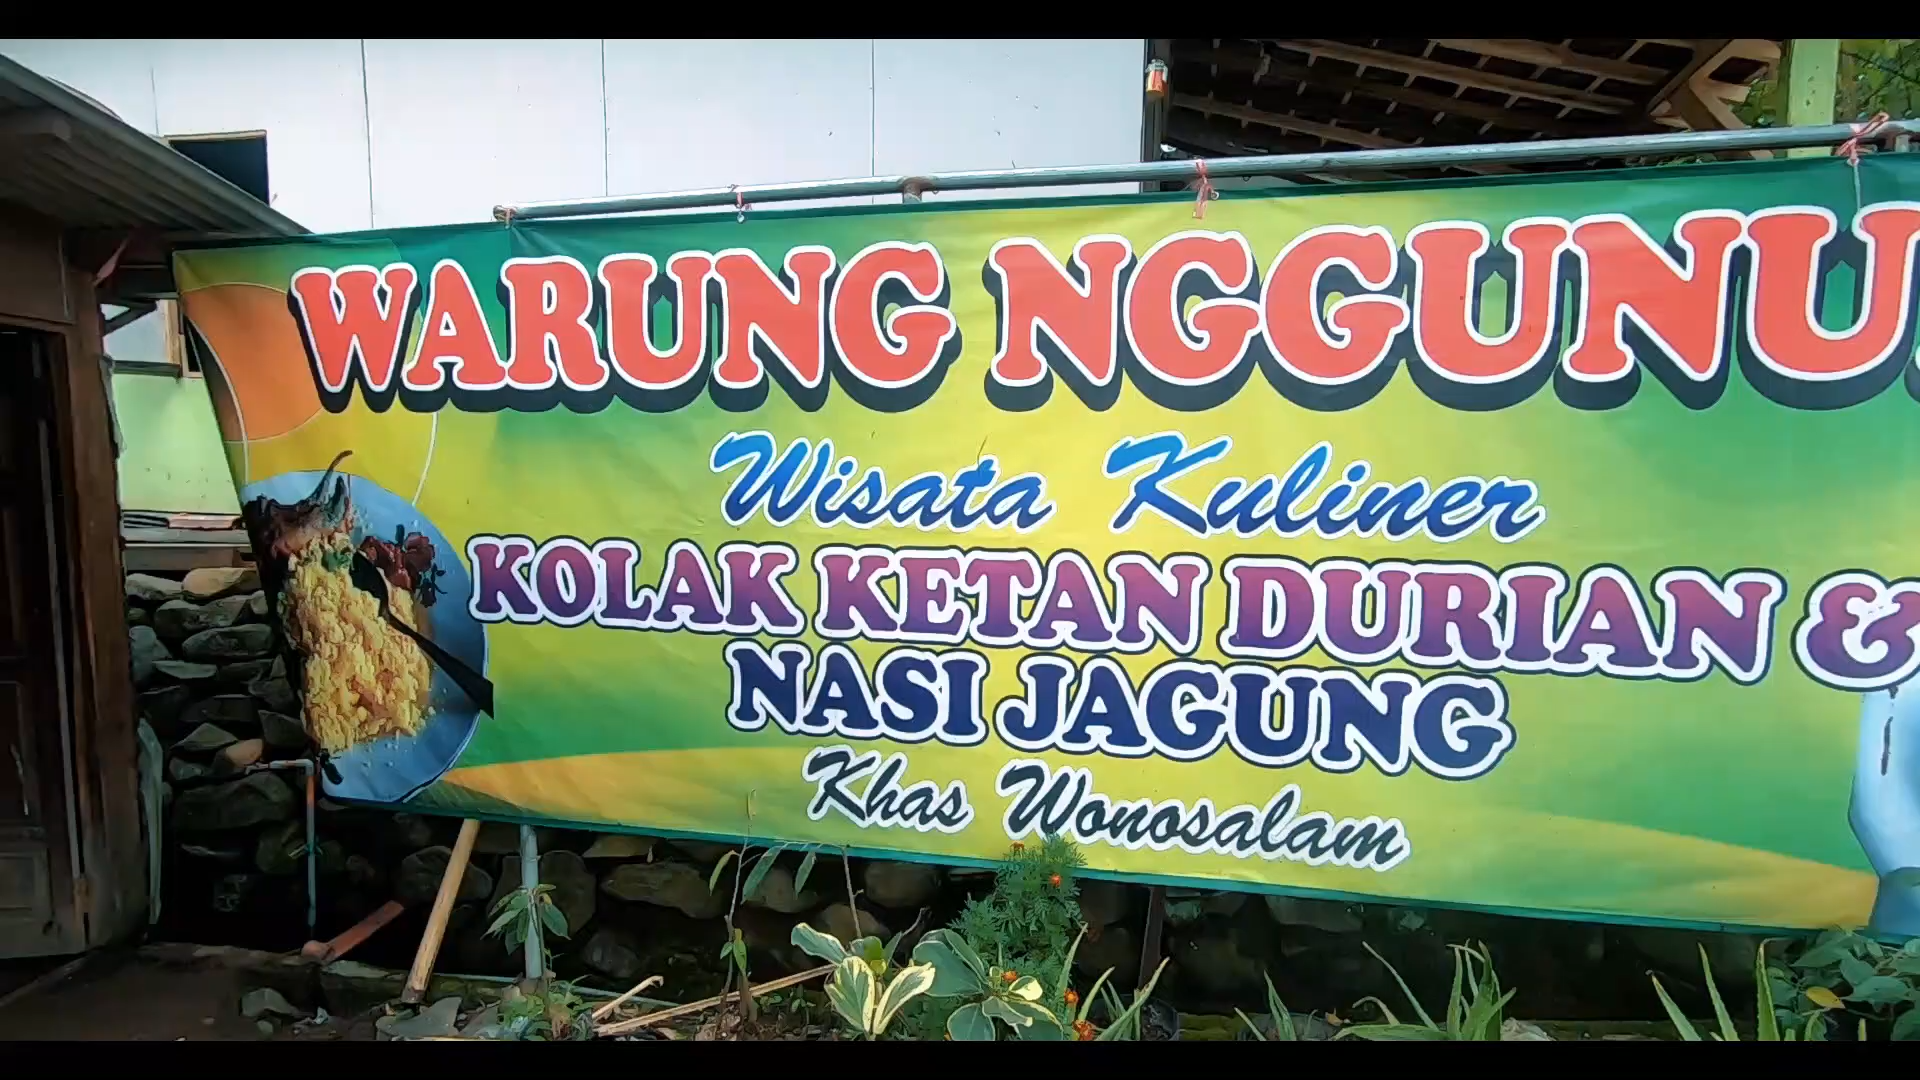 WARUNG NGGUNU
Wisata Kuliner
KOLAK KETAN DURIAN &
NASI JAGUNG
Khas Wonosalam